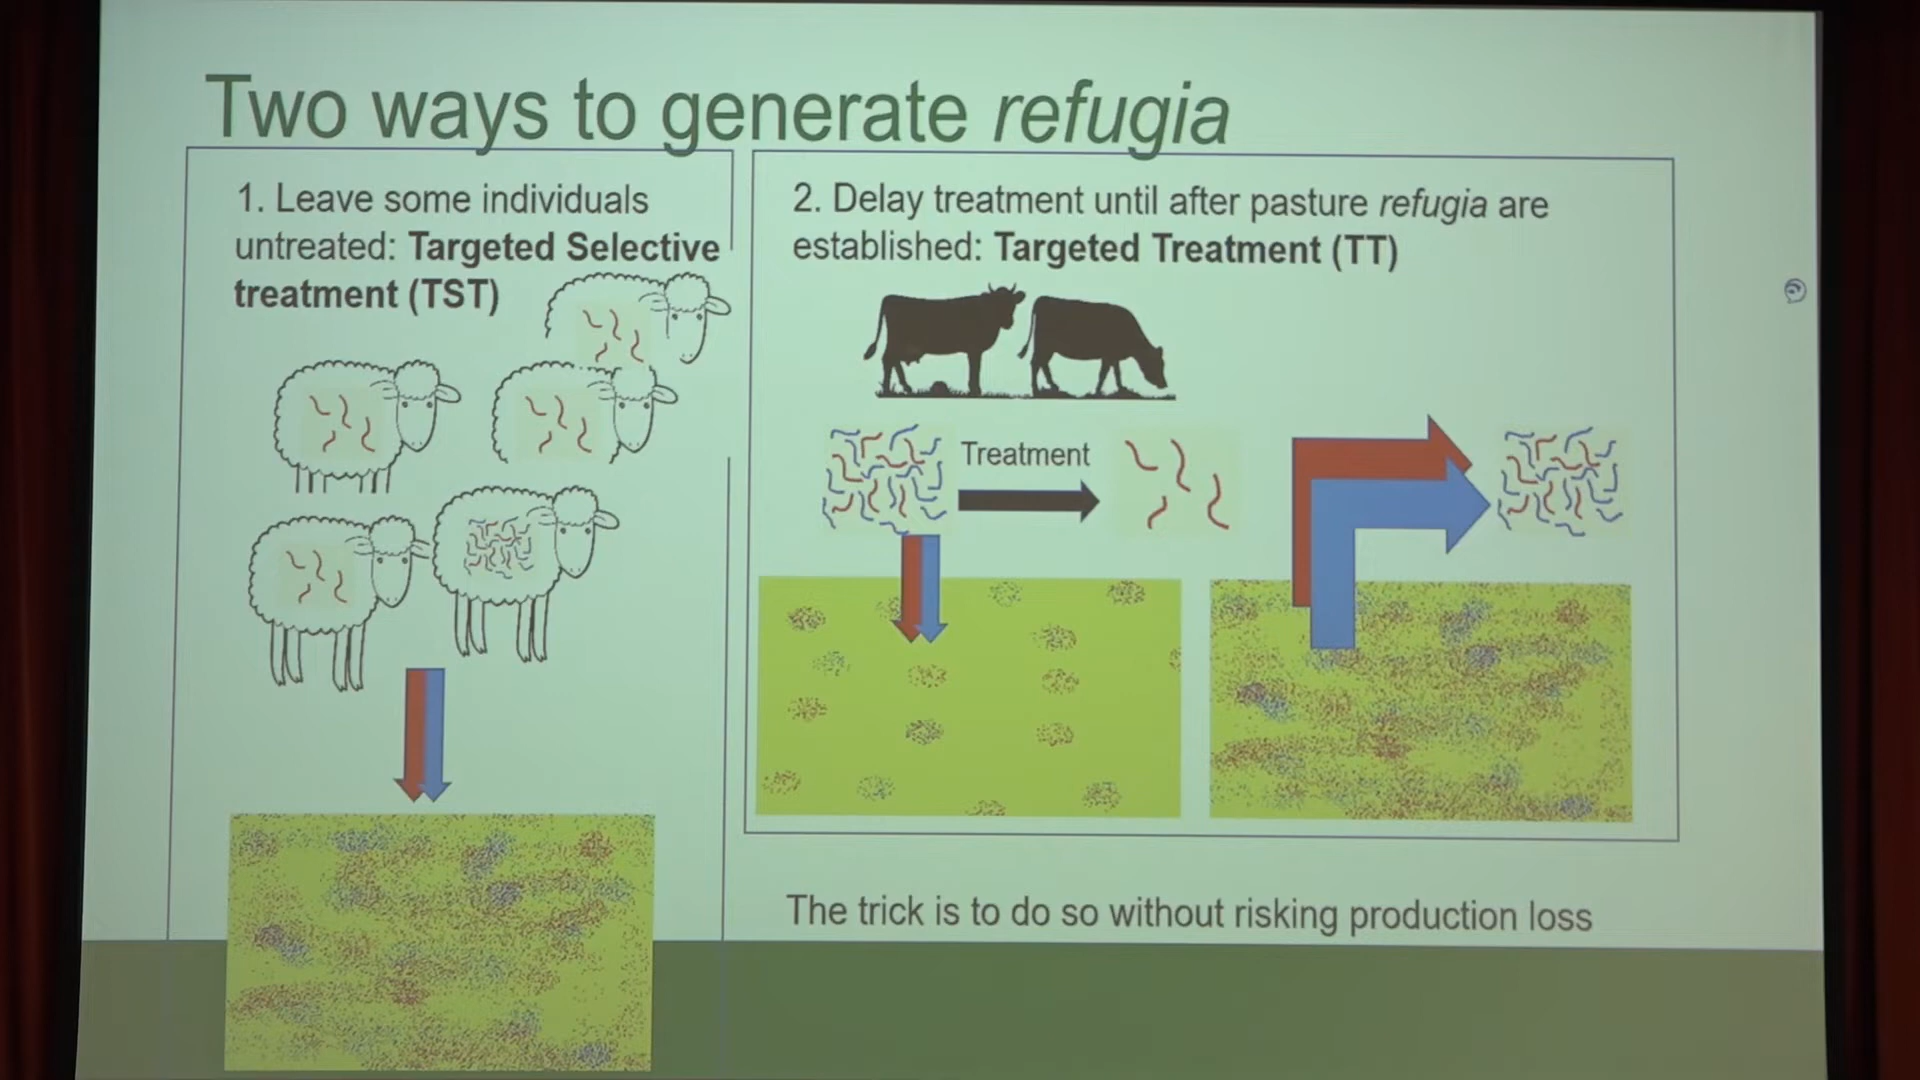 Two ways to generate refugia
1. Leave some individuals
untreated: Targeted Selective
treatment (TST)
2. Delay treatment until after pasture refugia are
established: Targeted Treatment (TT)
Treatment
The trick is to do so without risking production loss